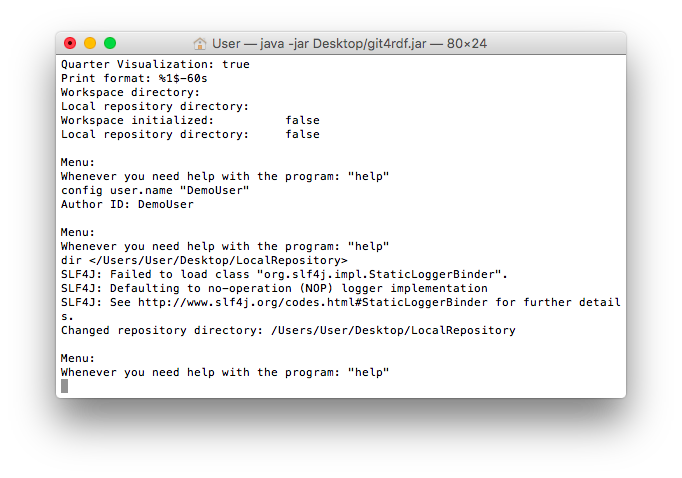 User — java -jar Desktop/git4rdf.jar — 80×24
Quarter Visualization: true
Print format: %1$-60s
Workspace directory:
Local repository directory:
Workspace initialized:          false
Local repository directory:     false
Menu:
Whenever you need help with the program: "help"
config user.name "DemoUser"
Author ID: DemoUser
Menu:
Whenever you need help with the program: "help"
dir </Users/User/Desktop/LocalRepository>
SLF4J: Failed to load class "org.slf4j.impl.StaticLoggerBinder".
SLF4J: Defaulting to no-operation (NOP) logger implementation
SLF4J: See http://www.slf4j.org/codes.html#StaticLoggerBinder for further detail
s.
Changed repository directory: /Users/User/Desktop/LocalRepository
Menu:
Whenever you need help with the program: "help"